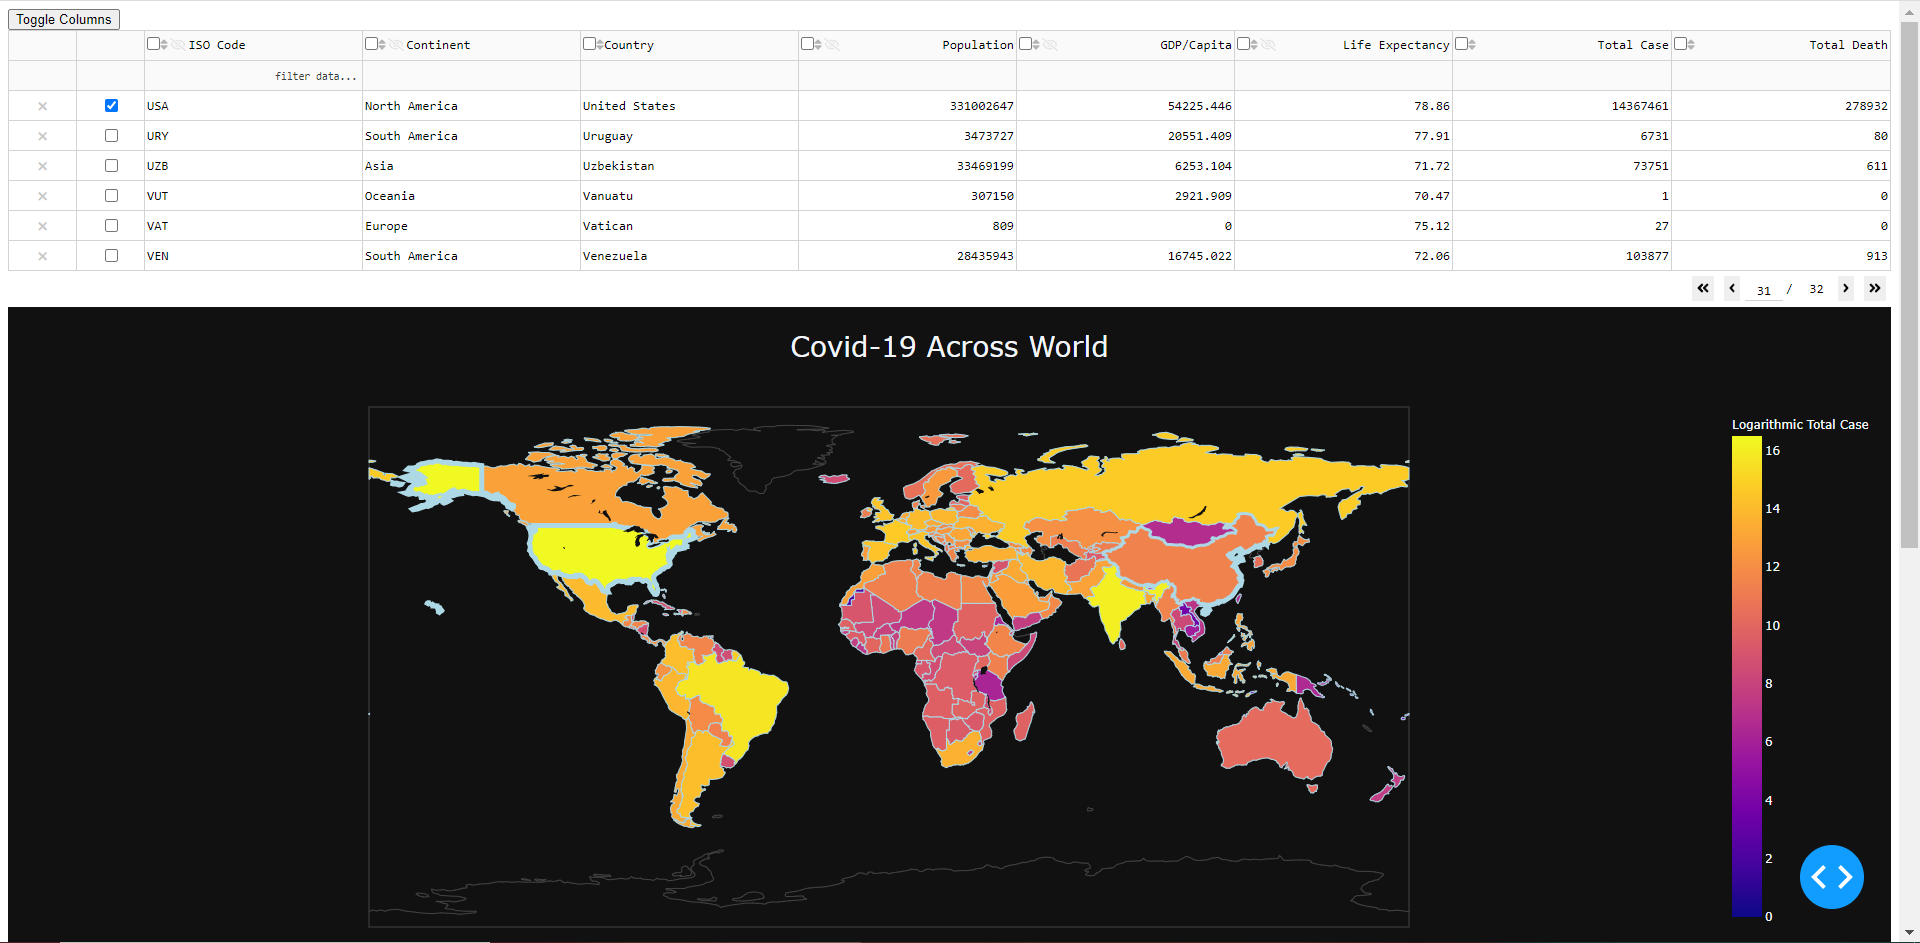 Toggle Columns
ISO Code Continent Country Population GDP/Capita Life Expectancy Total Case Total Death
filter data...
USA North America United States 331002647 54225.446 78.86 14367461 278932
URY South America Uruguay 3473727 20551.409 77.91 6731 80
UZB Asia Uzbekistan 33469199 6253.104 71.72 73751 611
VUT Oceania Vanuatu 307150 2921.909 70.47 1 0
VAT Europe Vatican 809 0 75.12 27 0
VEN South America Venezuela 28435943 16745.022 72.06 103877 913
31 / 32
Covid-19 Across World
Logarithmic Total Case
16
14
12
10
8
6
4
2
0